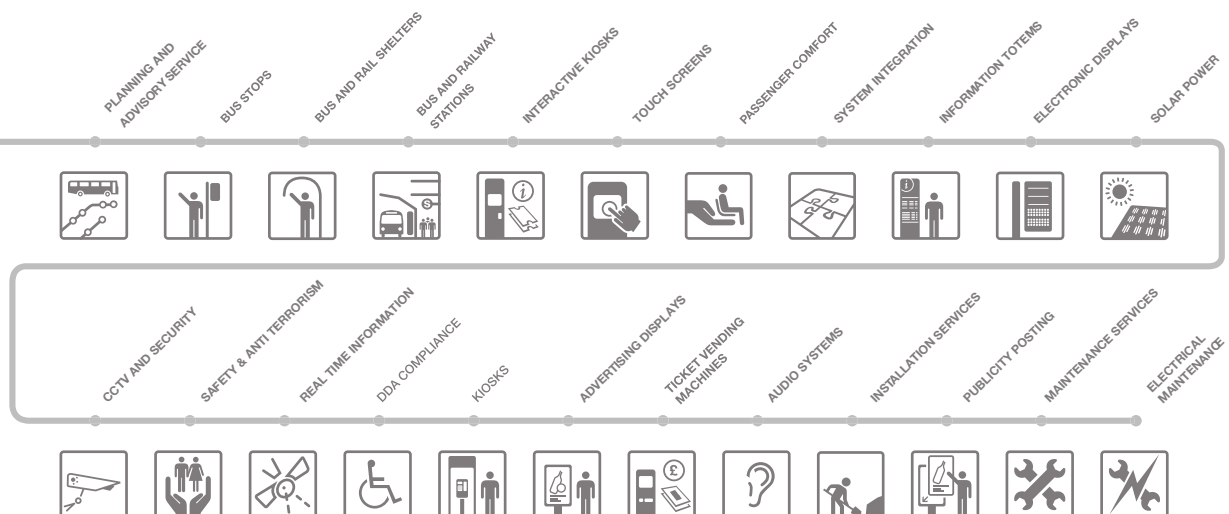 PLANNING AND
ADVISORY SERVICE
BUS STOPS
BUS AND RAIL SHELTERS
BUS AND RAILWAY
STATIONS
INTERACTIVE KIOSKS
TOUCH SCREENS
PASSENGER COMFORT
SYSTEM INTEGRATION
INFORMATION TOTEMS
ELECTRONIC DISPLAYS
SOLAR POWER
$
i
i
CCTV AND SECURITY
SAFETY & ANTI TERRORISM
REAL TIME INFORMATION
DDA COMPLIANCE
KIOSKS
ADVERTISING DISPLAYS
TICKET VENDING
MACHINES
AUDIO SYSTEMS
INSTALLATION SERVICES
PUBLICITY POSTING
MAINTENANCE SERVICES
ELECTRICAL
MAINTENANCE
£